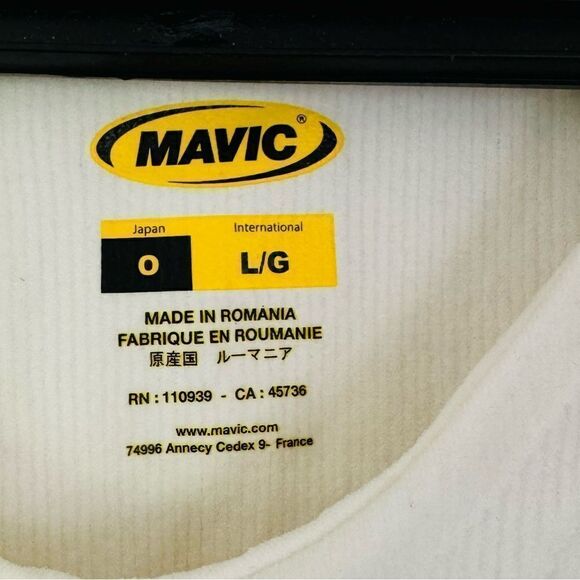 MAVIC®
Japan International
O L/G
MADE IN ROMANIA
FABRIQUE EN ROUMANIE
原産国 ルーマニア
RN : 110939 - CA : 45736
www.mavic.com
74996 Annecy Cedex 9- France